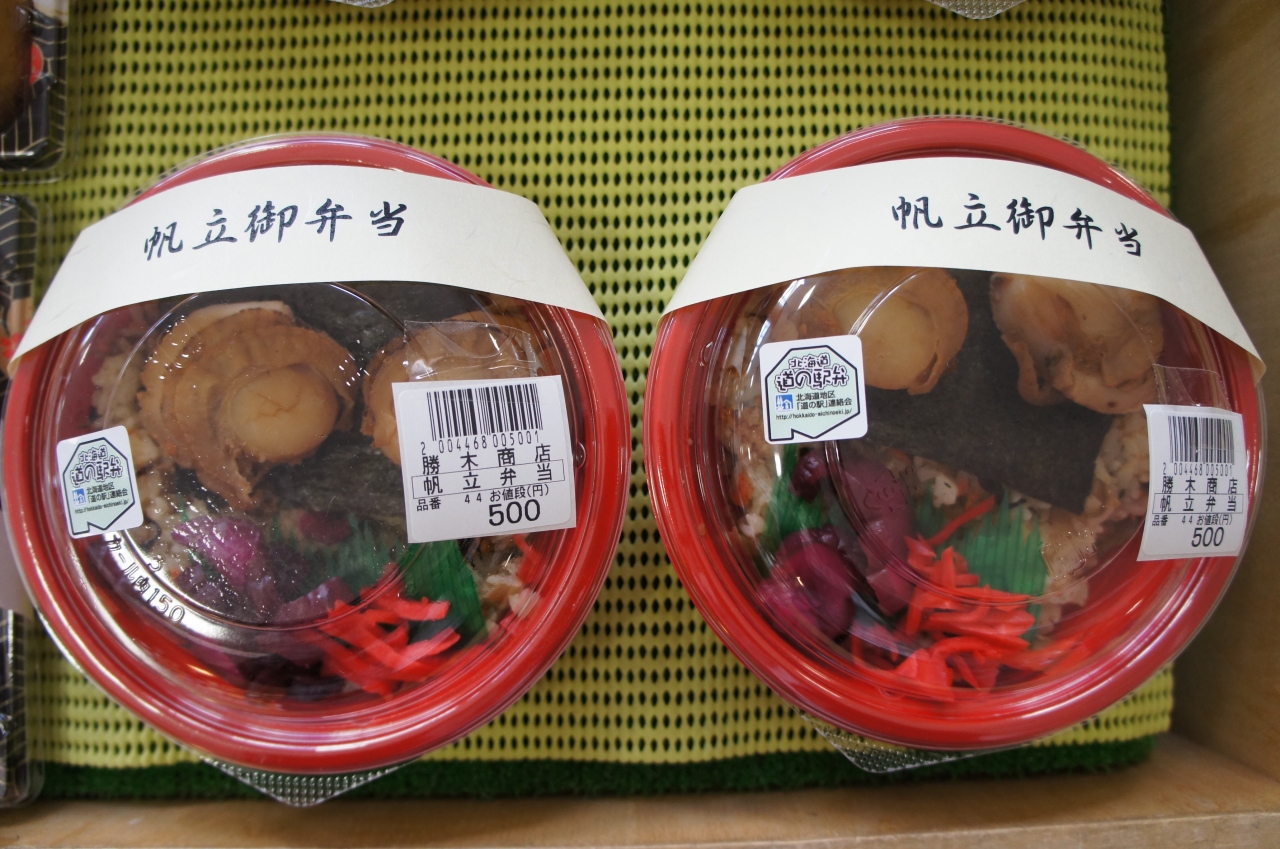 帆立御弁当
北海道
道の駅弁
北海道地区
「道の駅」連絡会
2 004468 005001
勝木商店
帆立弁当
品番 44 お値段(円)
500
帆立御弁当
北海道
道の駅弁
北海道地区
「道の駅」連絡会
2 004468 005001
勝木商店
帆立弁当
品番 44 お値段(円)
500